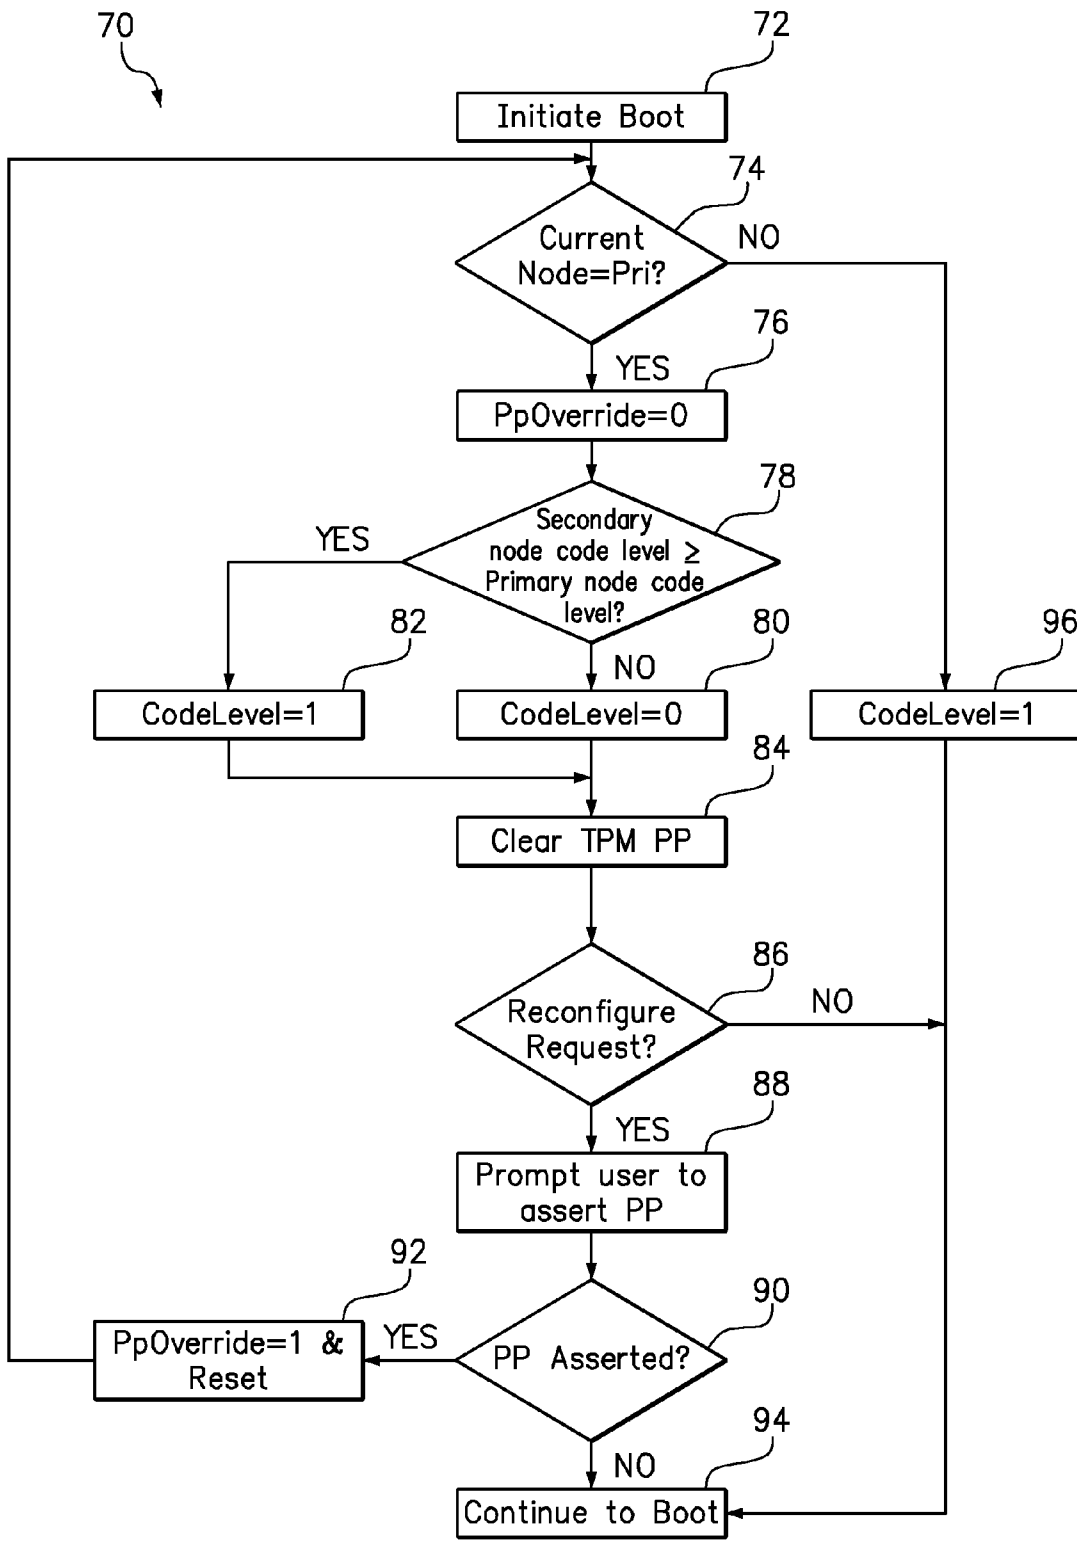 70
72
Initiate Boot
74
Current
Node=Pri?
NO
76
YES
PpOverride=0
78
Secondary
node code level ≥
Primary node code
level?
YES
82
80
96
NO
CodeLevel=1
CodeLevel=0
CodeLevel=1
84
Clear TPM PP
86
Reconfigure
Request?
NO
88
YES
Prompt user to
assert PP
92
90
PpOverride=1 &
Reset
YES
PP Asserted?
94
NO
Continue to Boot